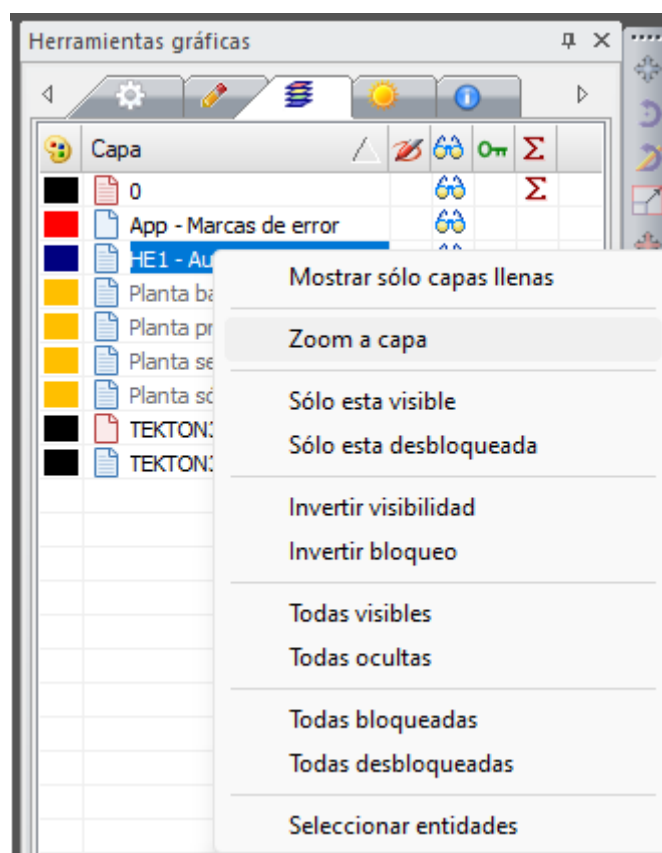 Herramientas gráficas
Capa
0
App - Marcas de error
HE1 - Au
Mostrar sólo capas llenas
Planta ba
Planta pr
Zoom a capa
Planta se
Planta só
Sólo esta visible
TEKTON3
Sólo esta desbloqueada
TEKTON3
Invertir visibilidad
Invertir bloqueo
Todas visibles
Todas ocultas
Todas bloqueadas
Todas desbloqueadas
Seleccionar entidades